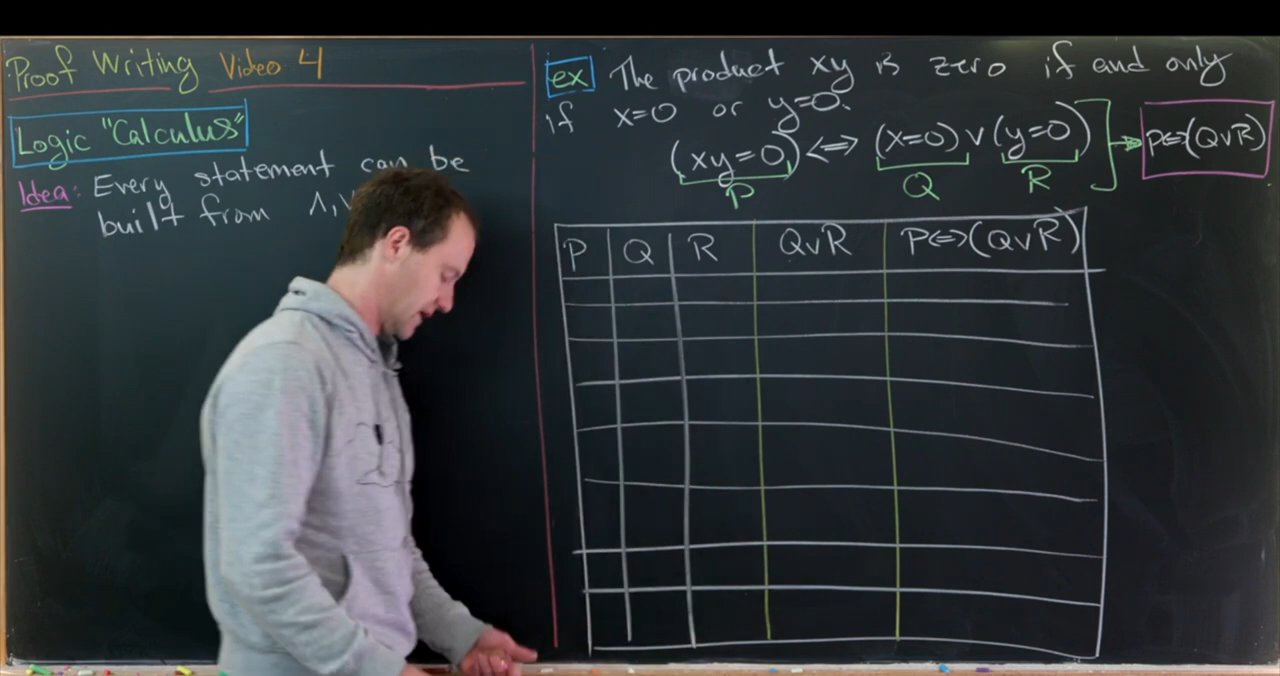 Proof Writing Video 4
Logic "Calculus"
Idea: Every statement can be
built from ∧,
ex The product xy is zero if and only
if x=0 or y=0.
(xy=0) ⇔ (x=0) ∨ (y=0) → P⇔(Q∨R)
P Q R
P Q R Q∨R P⇔(Q∨R)